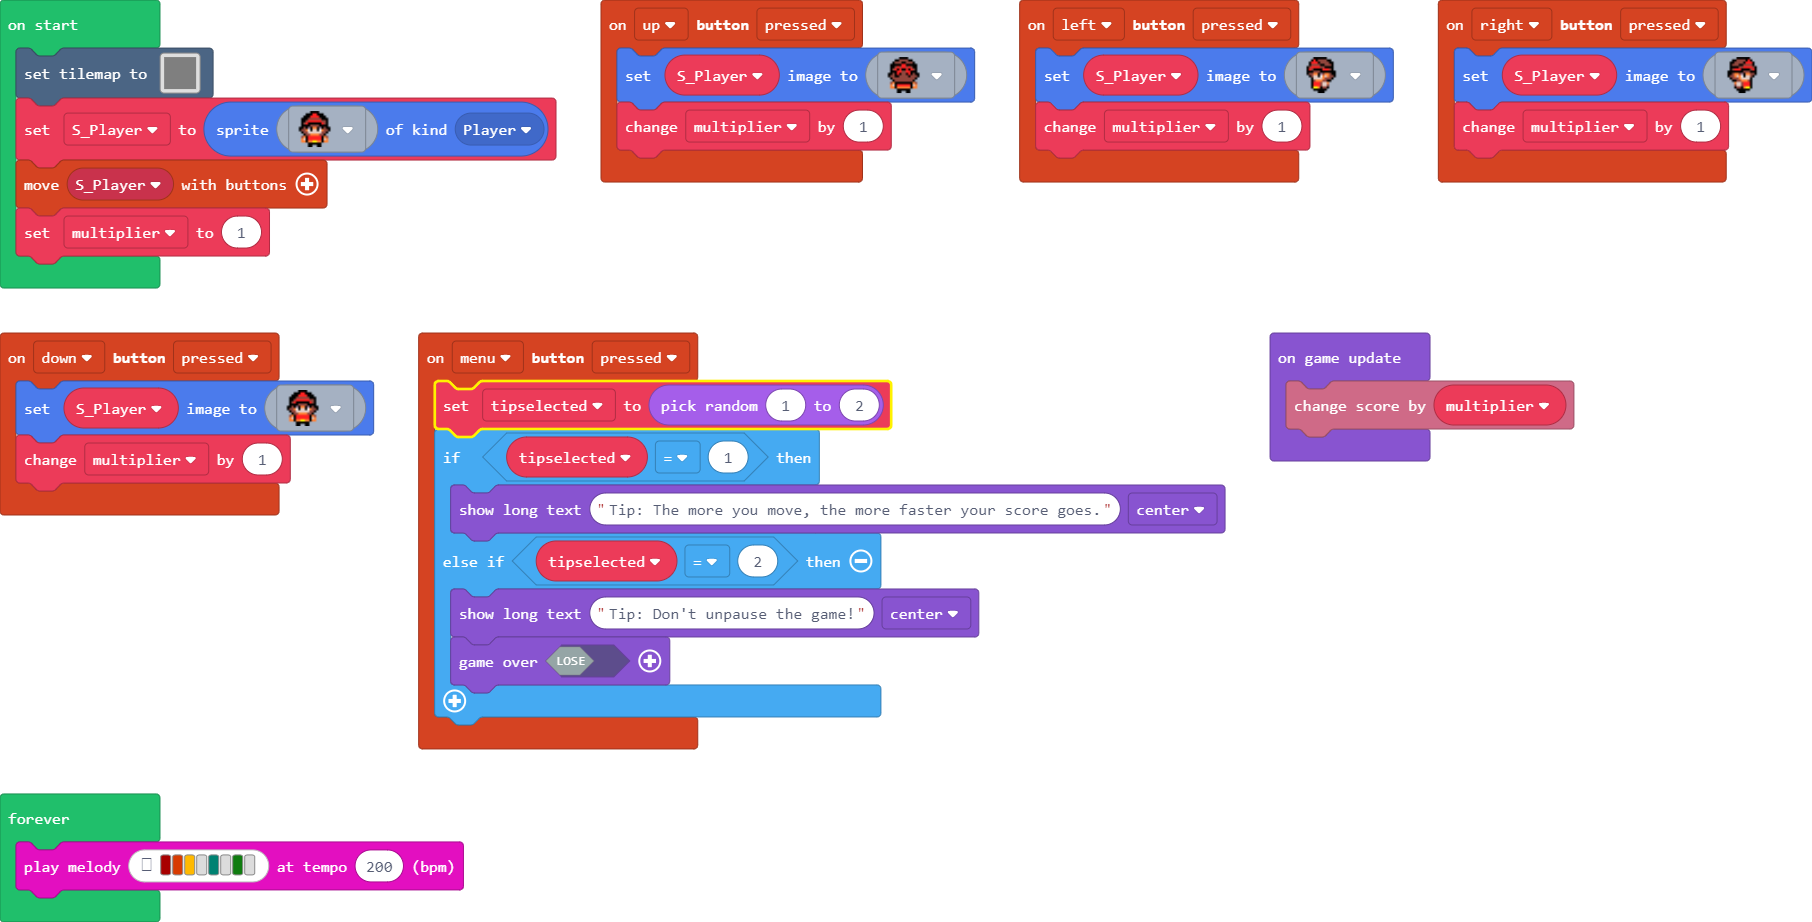 on start
set tilemap to
set S_Player to sprite of kind Player
move S_Player with buttons
set multiplier to 1
on up button pressed
set S_Player image to
change multiplier by 1
on left button pressed
set S_Player image to
change multiplier by 1
on right button pressed
set S_Player image to
change multiplier by 1
on down button pressed
set S_Player image to
change multiplier by 1
on menu button pressed
set tipselected to pick random 1 to 2
if tipselected = 1 then
show long text "Tip: The more you move, the more faster your score goes." center
else if tipselected = 2 then
show long text "Tip: Don't unpause the game!" center
game over LOSE
on game update
change score by multiplier
forever
play melody at tempo 200 (bpm)